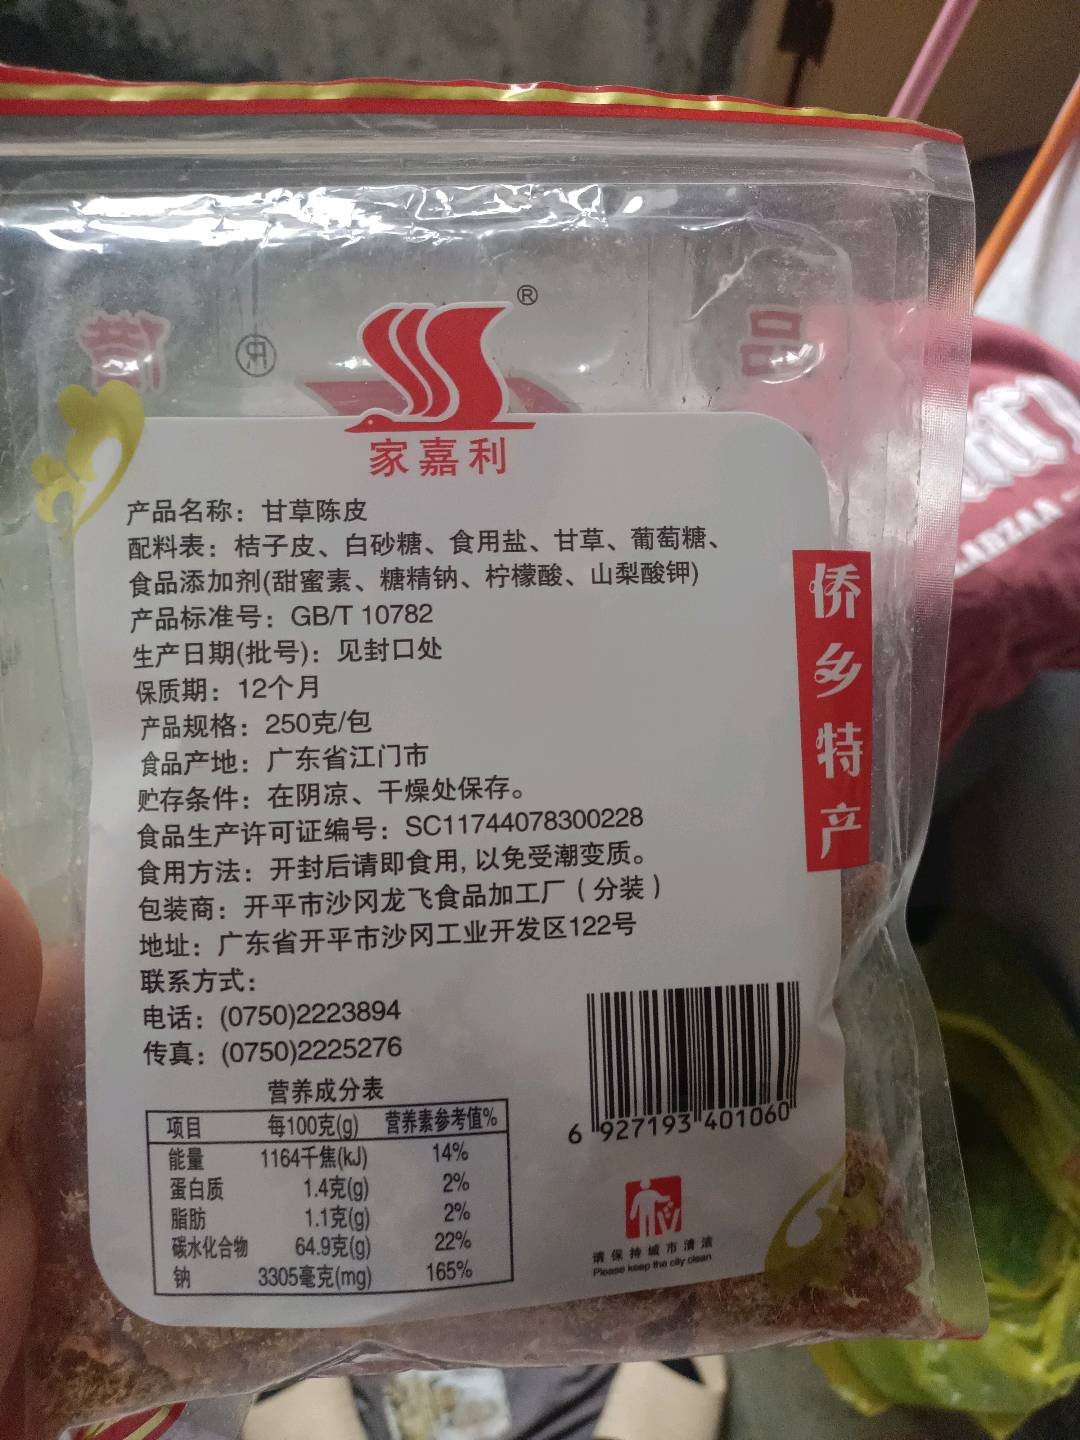 ®
家嘉利
产品名称：甘草陈皮
配料表：桔子皮、白砂糖、食用盐、甘草、葡萄糖、
食品添加剂(甜蜜素、糖精钠、柠檬酸、山梨酸钾)
产品标准号：GB/T 10782
生产日期(批号)：见封口处
保质期：12个月
产品规格：250克/包
食品产地：广东省江门市
贮存条件：在阴凉、干燥处保存。
食品生产许可证编号：SC11744078300228
食用方法：开封后请即食用,以免受潮变质。
包装商：开平市沙冈龙飞食品加工厂（分装）
地址：广东省开平市沙冈工业开发区122号
联系方式：
电话：(0750)2223894
传真：(0750)2225276
侨乡特产
营养成分表
项目 每100克(g) 营养素参考值%
能量 1164千焦(kJ) 14%
蛋白质 1.4克(g) 2%
脂肪 1.1克(g) 2%
碳水化合物 64.9克(g) 22%
钠 3305毫克(mg) 165%
6 927193 401060
请保持城市清洁
Please keep the city clean
品
®